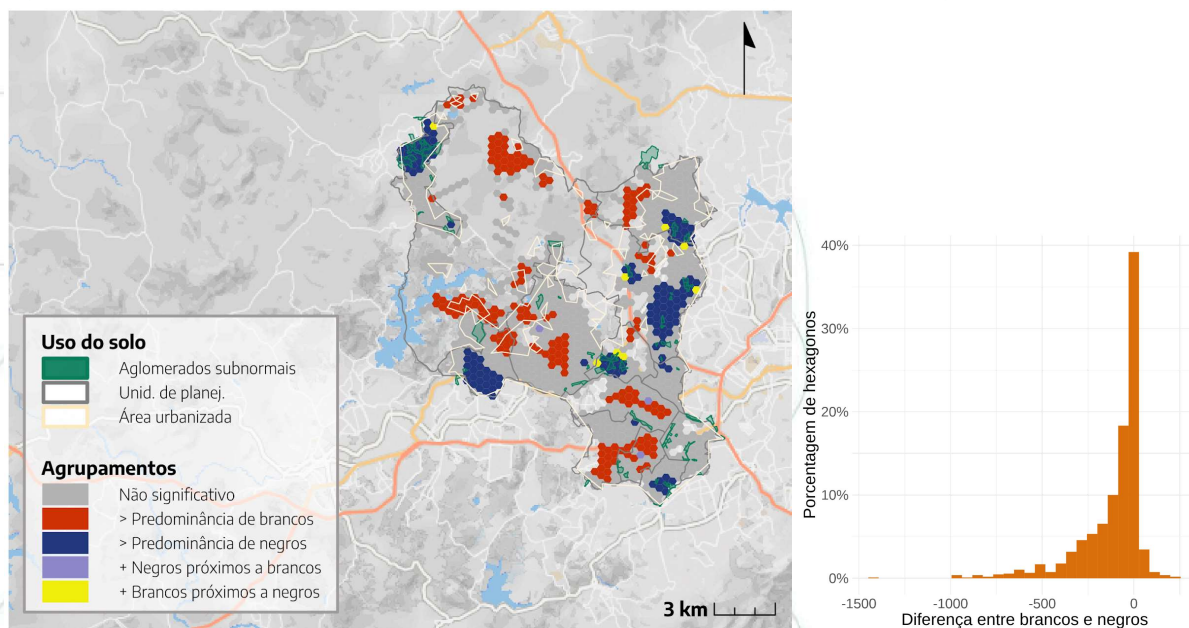 Uso do solo
Aglomerados subnormais
Unid. de planej.
Área urbanizada
Agrupamentos
Não significativo
> Predominância de brancos
> Predominância de negros
+ Negros próximos a brancos
+ Brancos próximos a negros
3 km
Porcentagem de hexagonos
40%
30%
20%
10%
0%
-1500
-1000
-500
0
Diferença entre brancos e negros